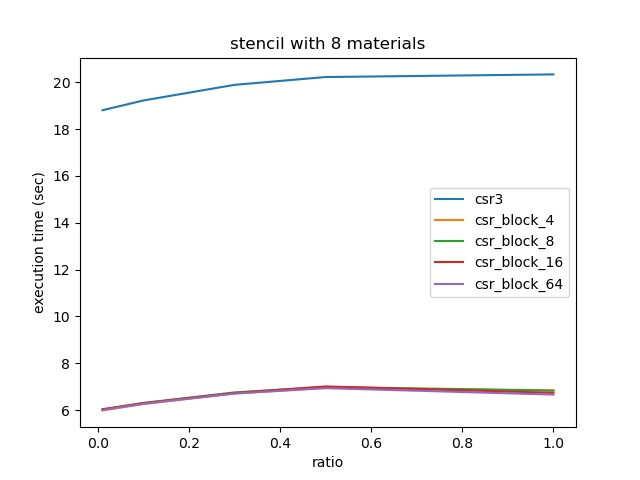 stencil with 8 materials
20
18
16
14
12
10
8
6
execution time (sec)
csr3
csr_block_4
csr_block_8
csr_block_16
csr_block_64
0.0
0.2
0.4
0.6
0.8
1.0
ratio